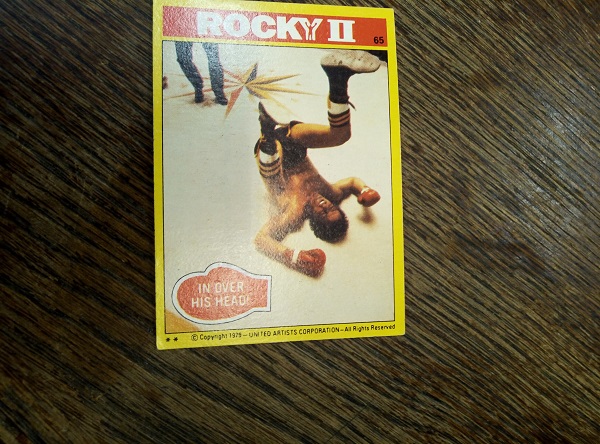 ROCKY II
65
IN OVER
HIS HEAD!
** © Copyright 1979 — UNITED ARTISTS CORPORATION — All Rights Reserved